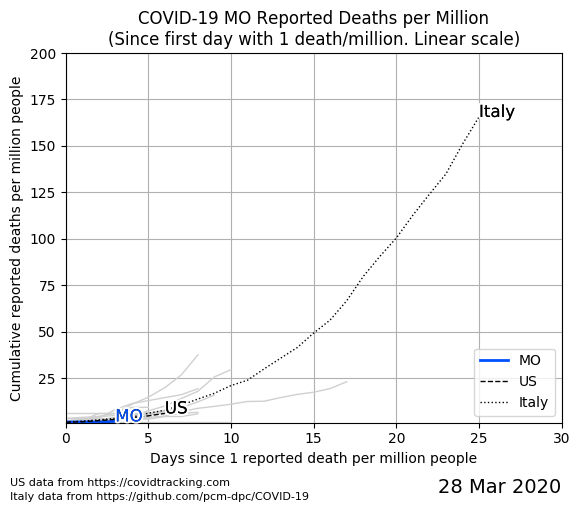 COVID-19 MO Reported Deaths per Million
(Since first day with 1 death/million. Linear scale)
Cumulative reported deaths per million people
200
175
150
125
100
75
50
25
Italy
US
MO
MO
US
Italy
0 5 10 15 20 25 30
Days since 1 reported death per million people
US data from https://covidtracking.com
Italy data from https://github.com/pcm-dpc/COVID-19
28 Mar 2020